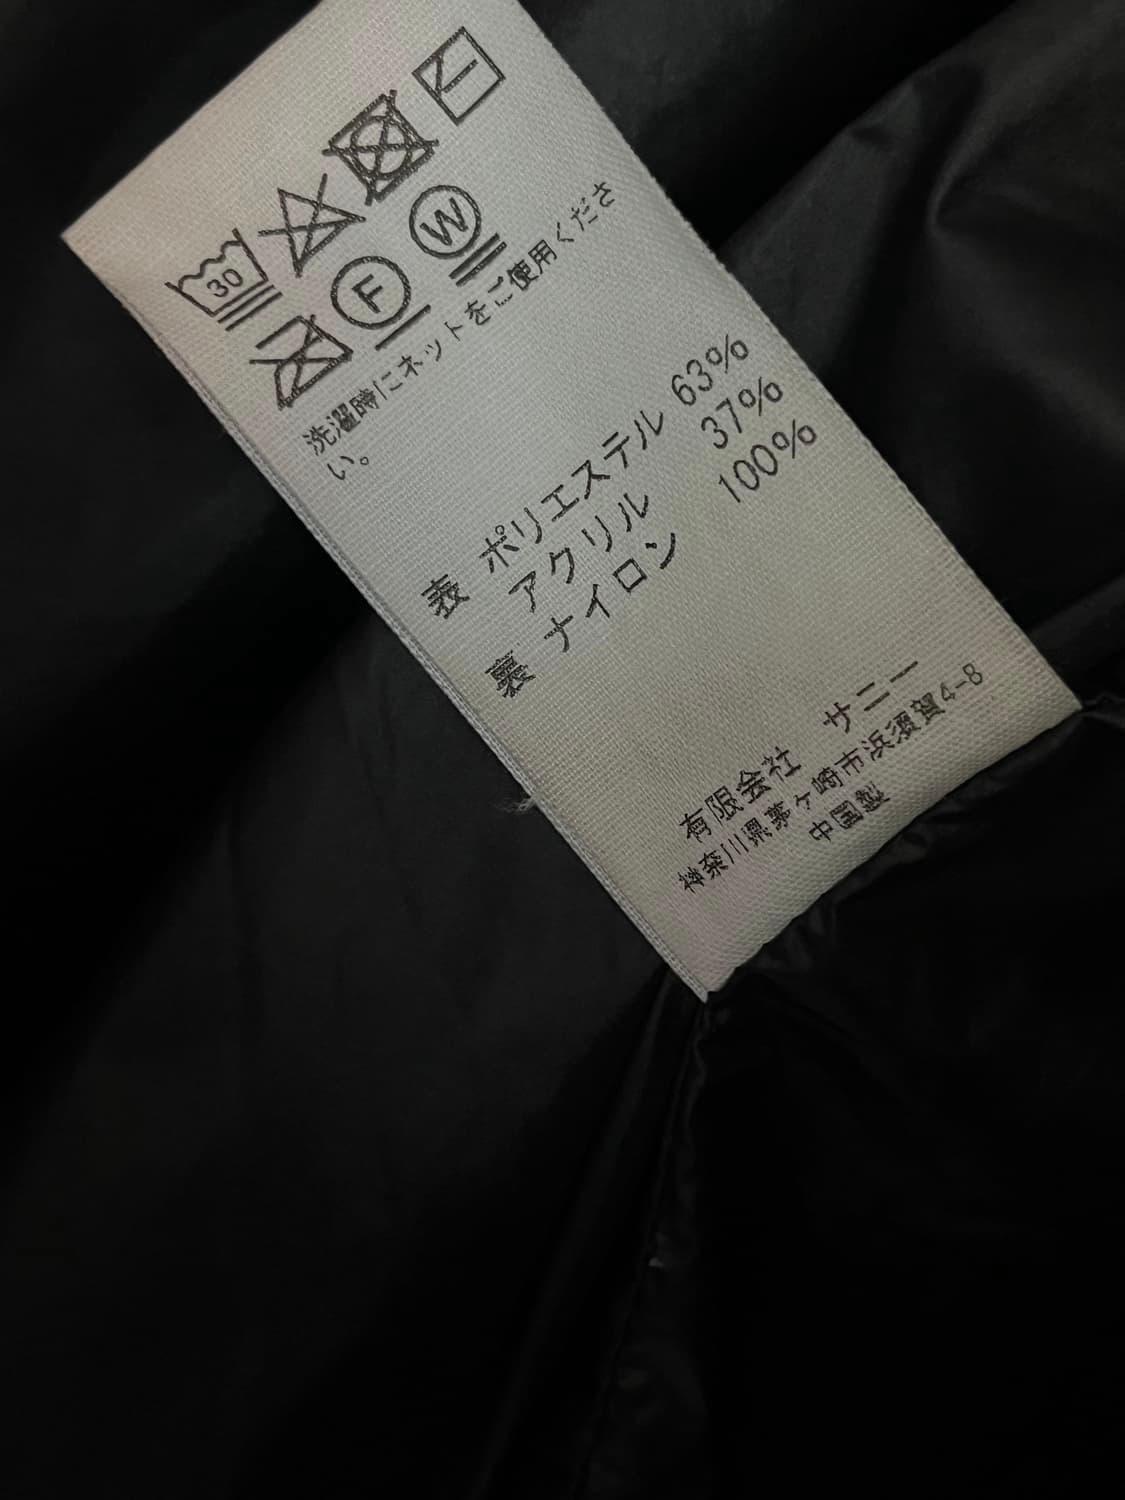 30
F
W
洗濯時にネットをご使用くださ
い。
表 ポリエステル 63%
アクリル 37%
裏 ナイロン 100%
有限会社 サニー
神奈川県茅ヶ崎市浜須賀4-8
中国製